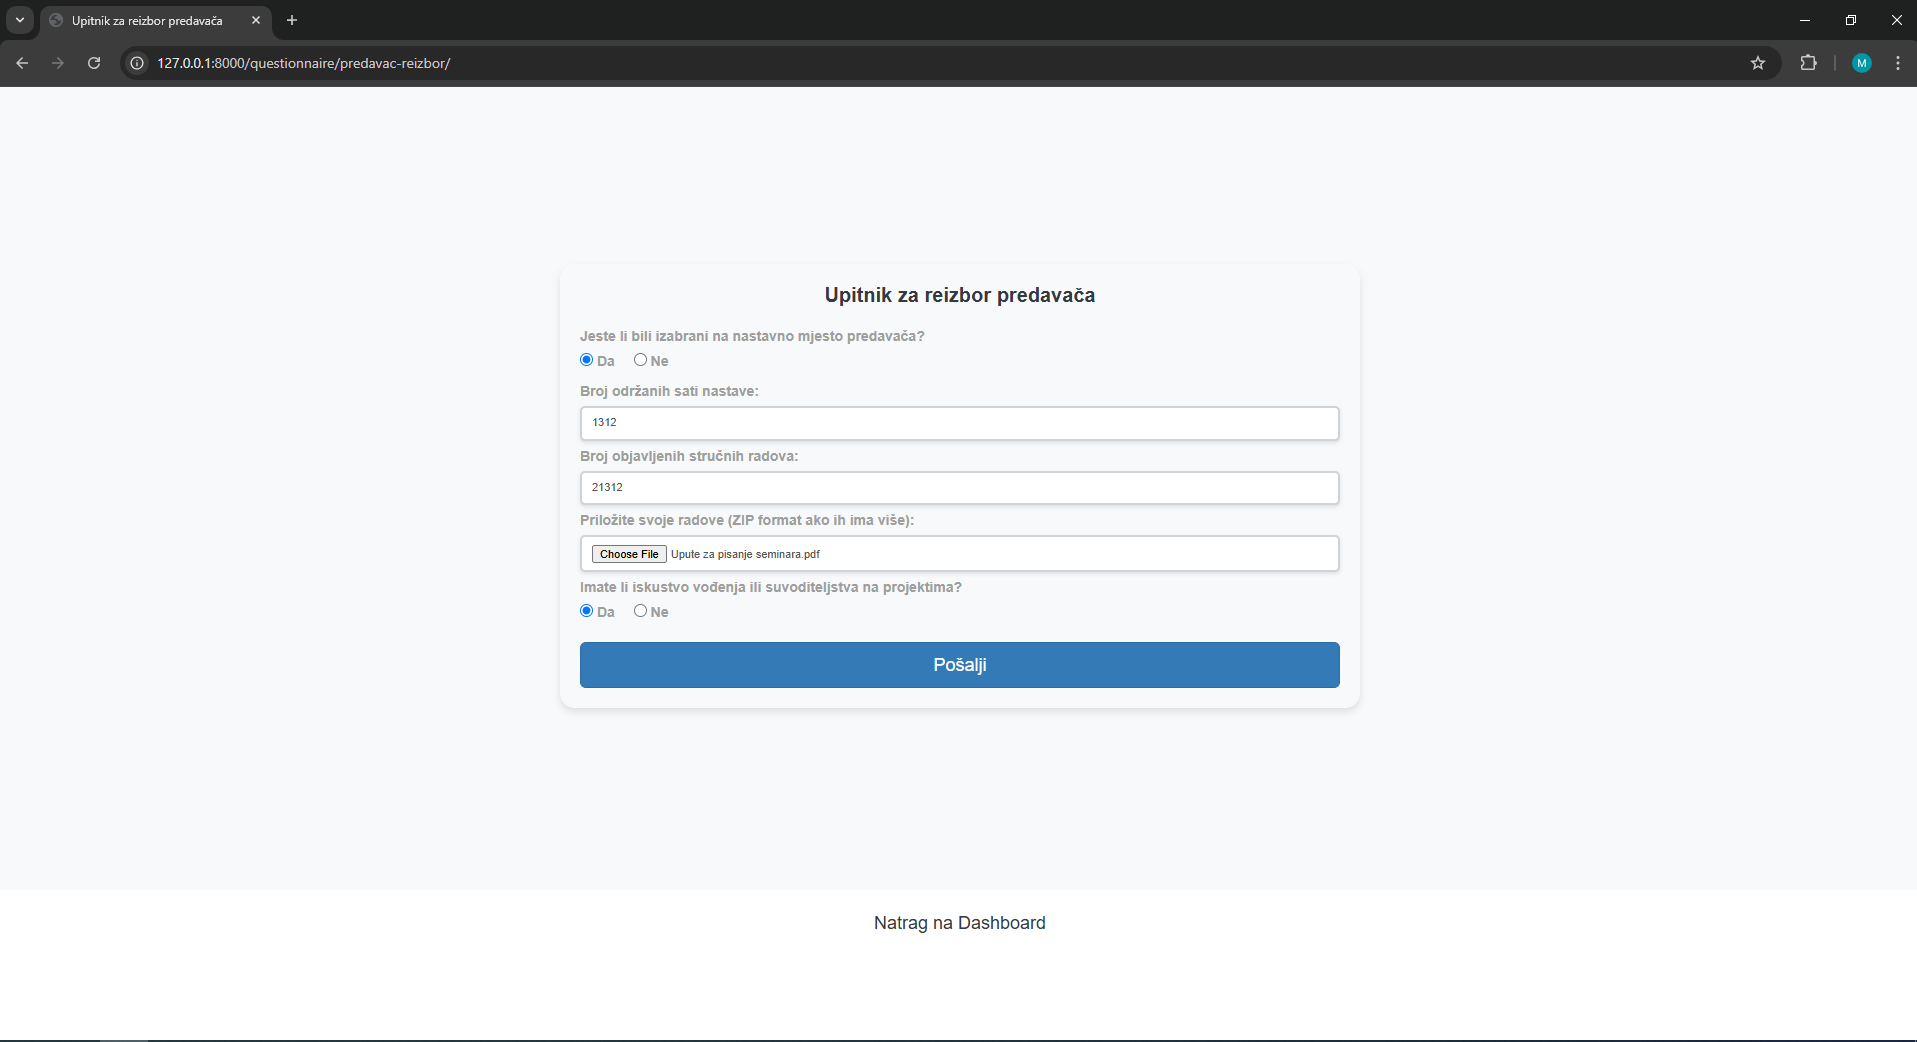 Upitnik za reizbor predavača
127.0.0.1:8000/questionnaire/predavac-reizbor/
M
Upitnik za reizbor predavača
Jeste li bili izabrani na nastavno mjesto predavača?
Da Ne
Broj održanih sati nastave:
1312
Broj objavljenih stručnih radova:
21312
Priložite svoje radove (ZIP format ako ih ima više):
Choose File Upute za pisanje seminara.pdf
Imate li iskustvo vođenja ili suvoditeljstva na projektima?
Da Ne
Pošalji
Natrag na Dashboard